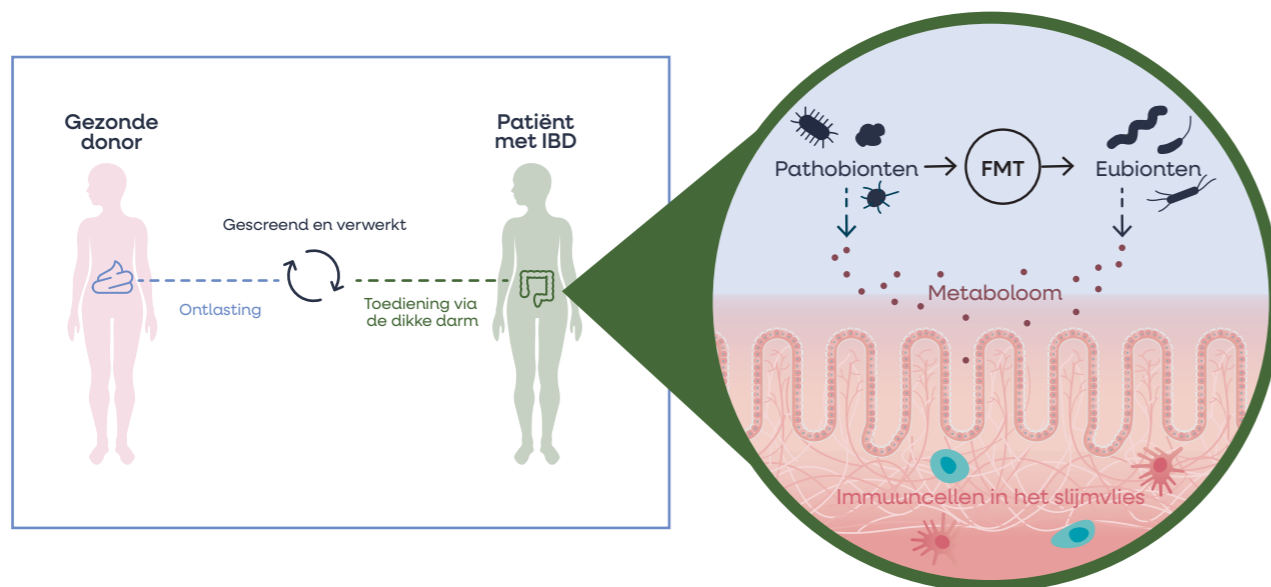 Gezonde
donor
Patiënt
met IBD
Gescreend en verwerkt
Ontlasting
Toediening via
de dikke darm
Pathobionten
FMT
Eubionten
Metaboloom
Immuuncellen in het slijmvlies